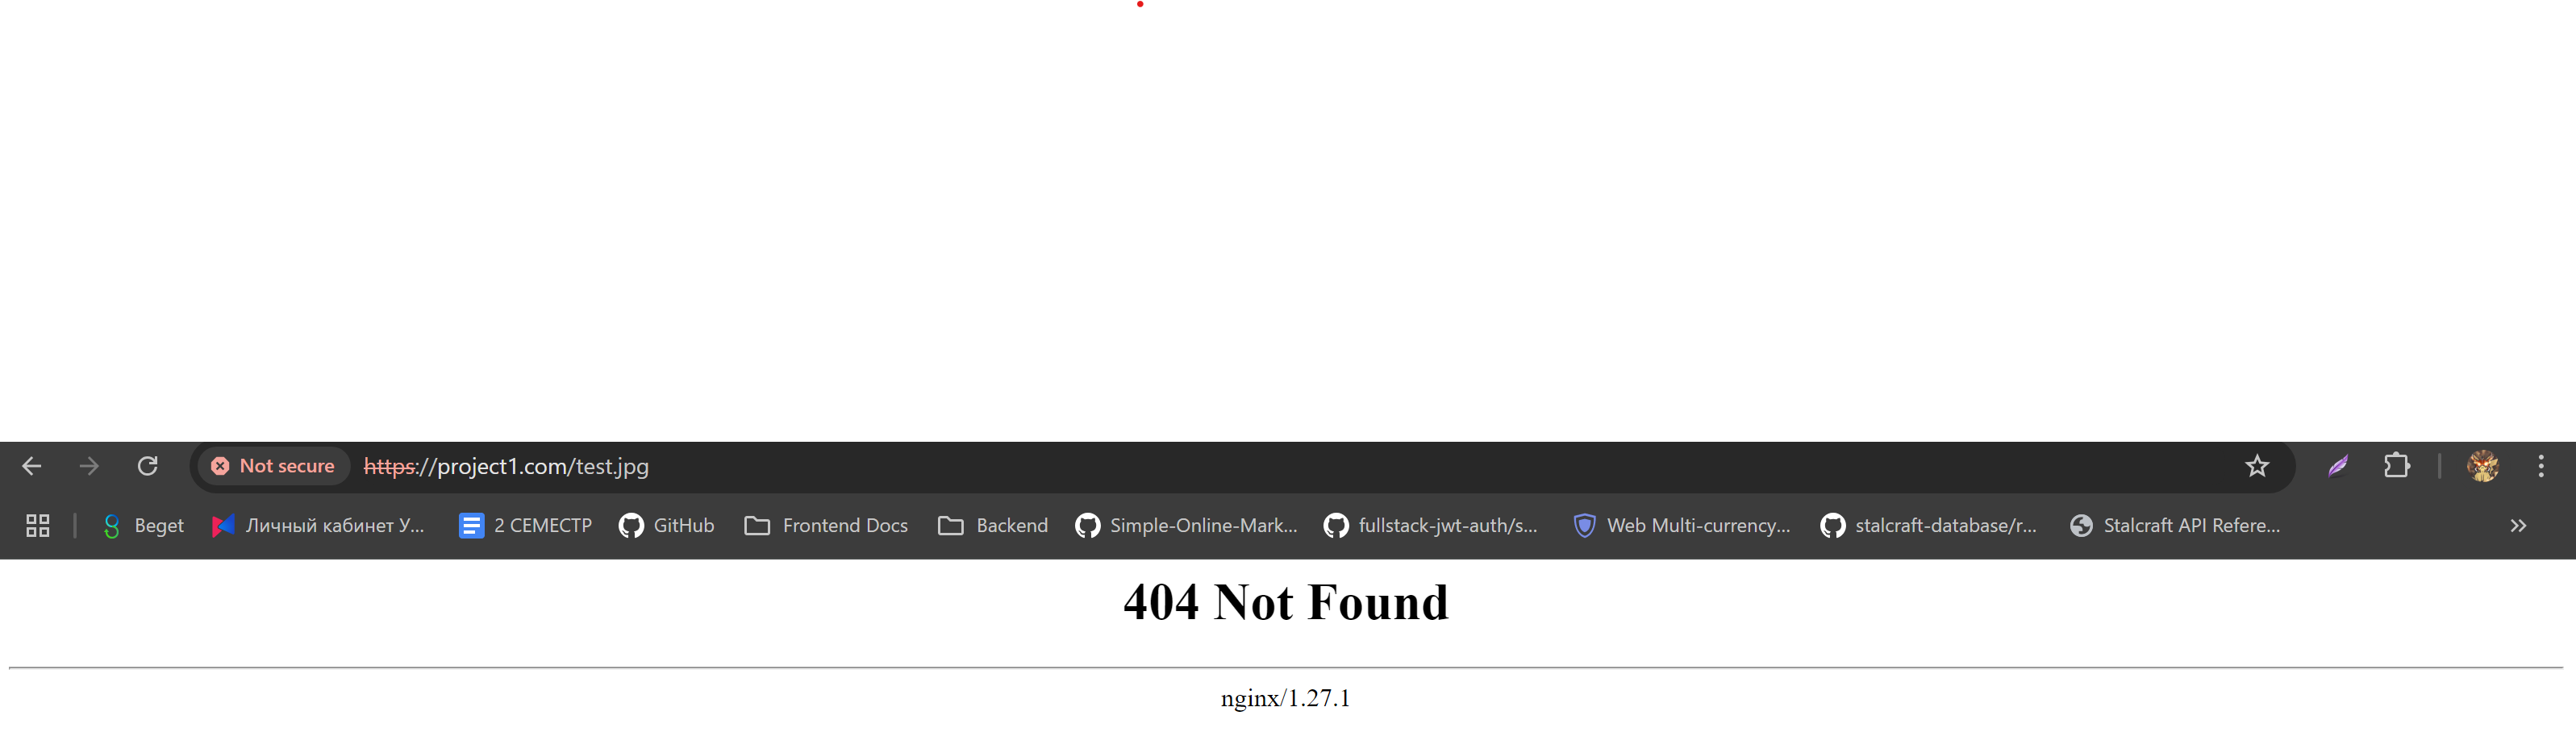 Not secure https://project1.com/test.jpg
Beget Личный кабинет У... 2 СЕМЕСТР GitHub Frontend Docs Backend Simple-Online-Mark... fullstack-jwt-auth/s... Web Multi-currency... stalcraft-database/r... Stalcraft API Refere...
404 Not Found
nginx/1.27.1